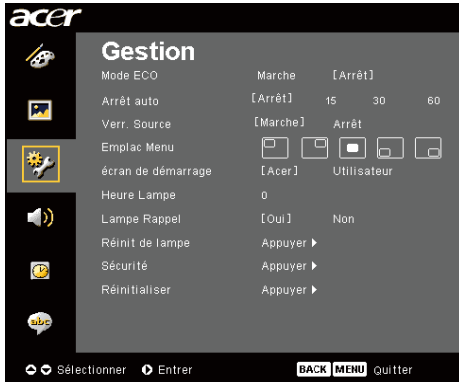 acer
Gestion
Mode ECO Marche [Arrêt]
Arrêt auto [Arrêt] 15 30 60
Verr. Source [Marche] Arrêt
Emplac Menu
écran de démarrage [Acer] Utilisateur
Heure Lampe 0
Lampe Rappel [Oui] Non
Réinit de lampe Appuyer
Sécurité Appuyer
Réinitialiser Appuyer
abc
Sélectionner Entrer BACK MENU Quitter